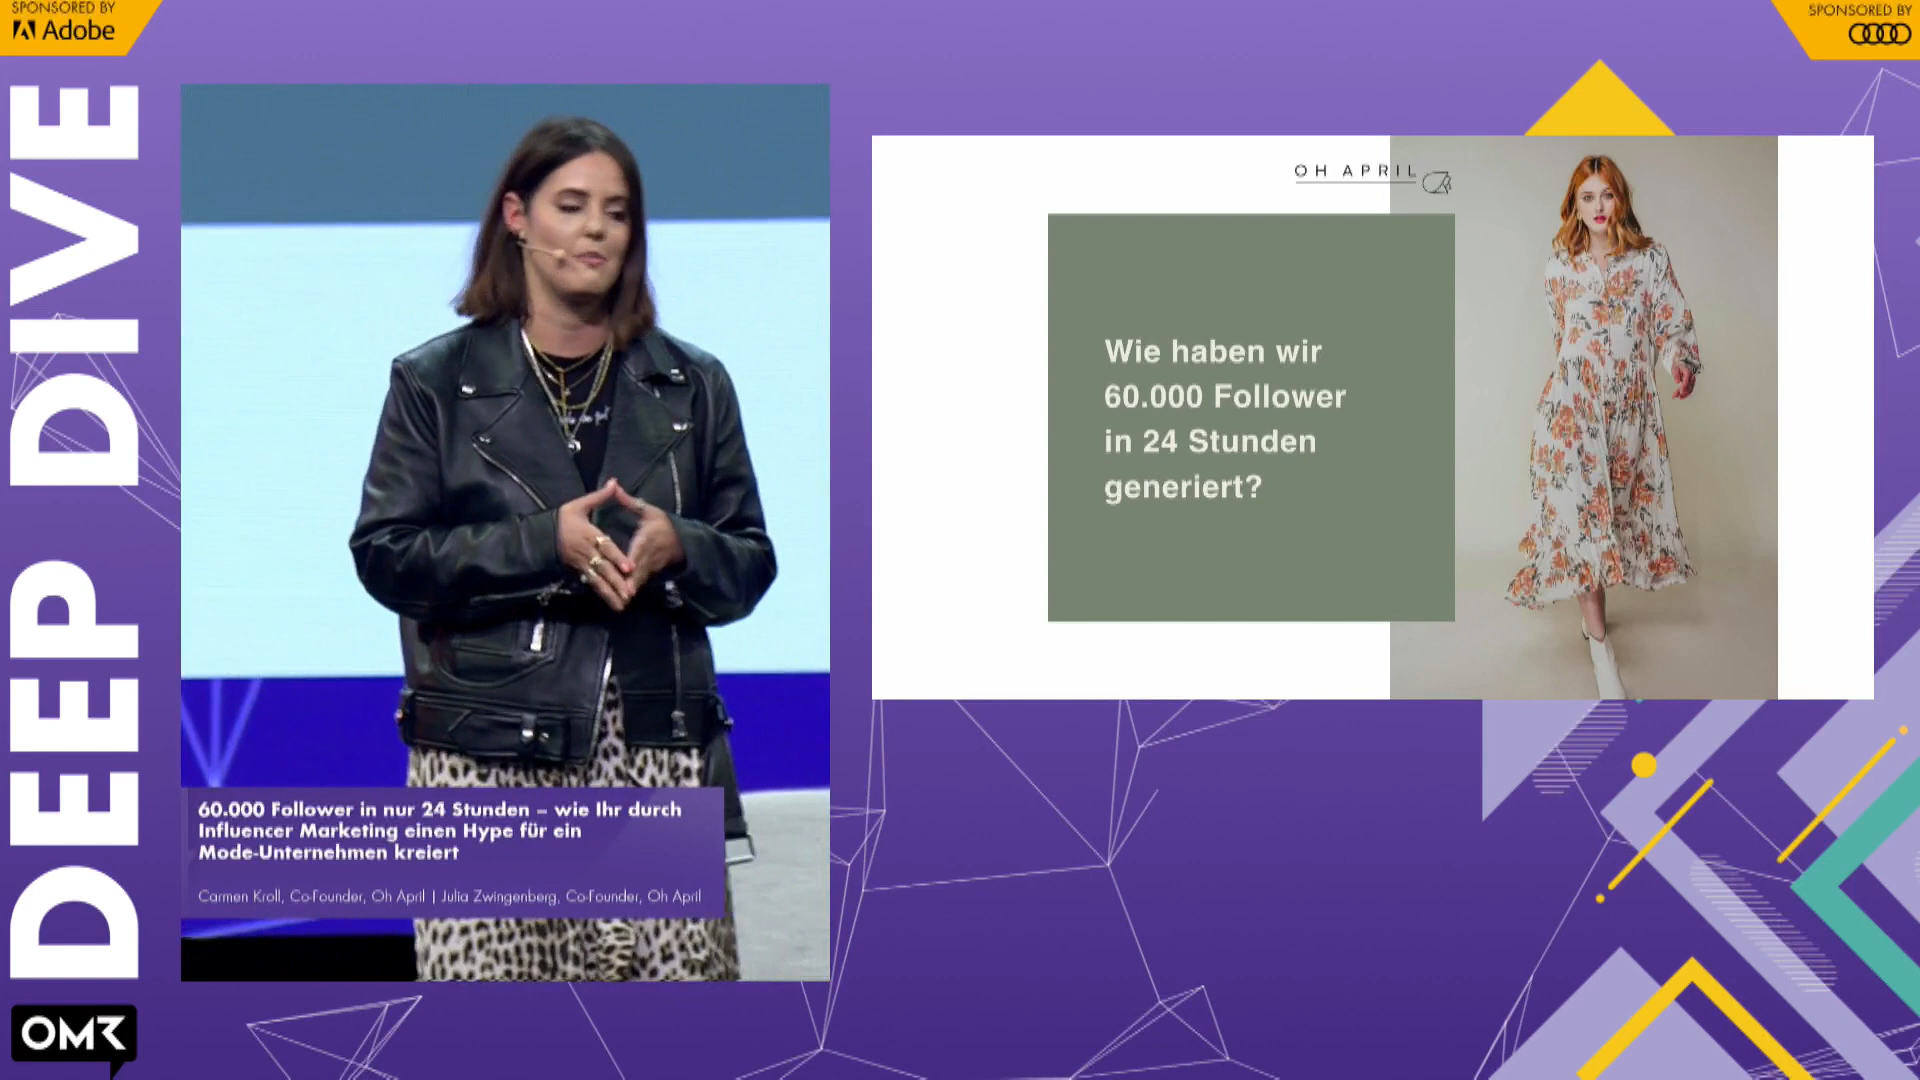 SPONSORED BY
Adobe
SPONSORED BY
DEEP DIVE
OH APRIL
Wie haben wir
60.000 Follower
in 24 Stunden
generiert?
60.000 Follower in nur 24 Stunden – wie Ihr durch
Influencer Marketing einen Hype für ein
Mode-Unternehmen kreiert
Carmen Kroll, Co-Founder, Oh April | Julia Zwingenberg, Co-Founder, Oh April
OMR